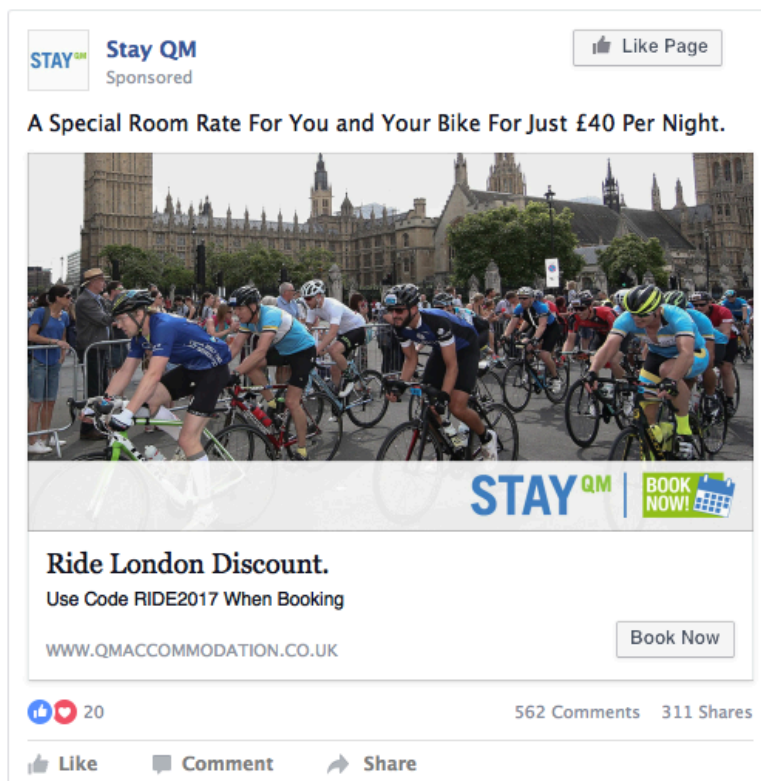 STAY QM
Stay QM
Sponsored
Like Page
A Special Room Rate For You and Your Bike For Just £40 Per Night.
STAY QM
BOOK
NOW!
Ride London Discount.
Use Code RIDE2017 When Booking
WWW.QMACCOMMODATION.CO.UK
Book Now
20
562 Comments 311 Shares
Like Comment Share